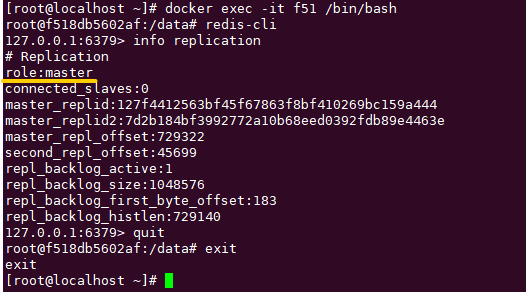 [root@localhost ~]# docker exec -it f51 /bin/bash
root@f518db5602af:/data# redis-cli
127.0.0.1:6379> info replication
# Replication
role:master
connected_slaves:0
master_replid:127f4412563bf45f67863f8bf410269bc159a444
master_replid2:7d2b184bf3992772a10b68eed0392fdb89e4463e
master_repl_offset:729322
second_repl_offset:45699
repl_backlog_active:1
repl_backlog_size:1048576
repl_backlog_first_byte_offset:183
repl_backlog_histlen:729140
127.0.0.1:6379> quit
root@f518db5602af:/data# exit
exit
[root@localhost ~]#